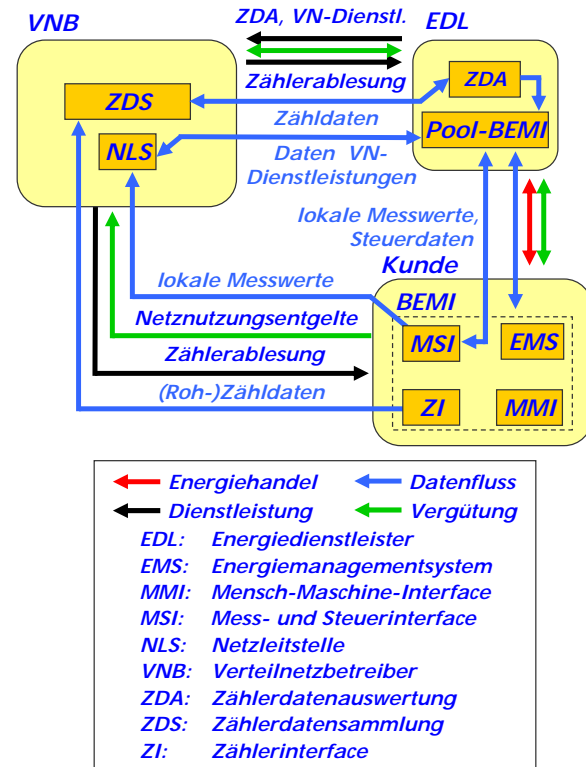 VNB
ZDA, VN-Dienstl.
EDL
Zählerablesung
ZDS
ZDA
Zähldaten
NLS
Pool-BEMI
Daten VN-
Dienstleistungen
lokale Messwerte,
Steuerdaten
Kunde
lokale Messwerte
BEMI
Netznutzungsentgelte
MSI
EMS
Zählerablesung
(Roh-)Zähldaten
ZI
MMI
Energiehandel
Datenfluss
Dienstleistung
Vergütung
EDL: Energiedienstleister
EMS: Energiemanagementsystem
MMI: Mensch-Maschine-Interface
MSI: Mess- und Steuerinterface
NLS: Netzleitstelle
VNB: Verteilnetzbetreiber
ZDA: Zählerdatenauswertung
ZDS: Zählerdatensammlung
ZI: Zählerinterface